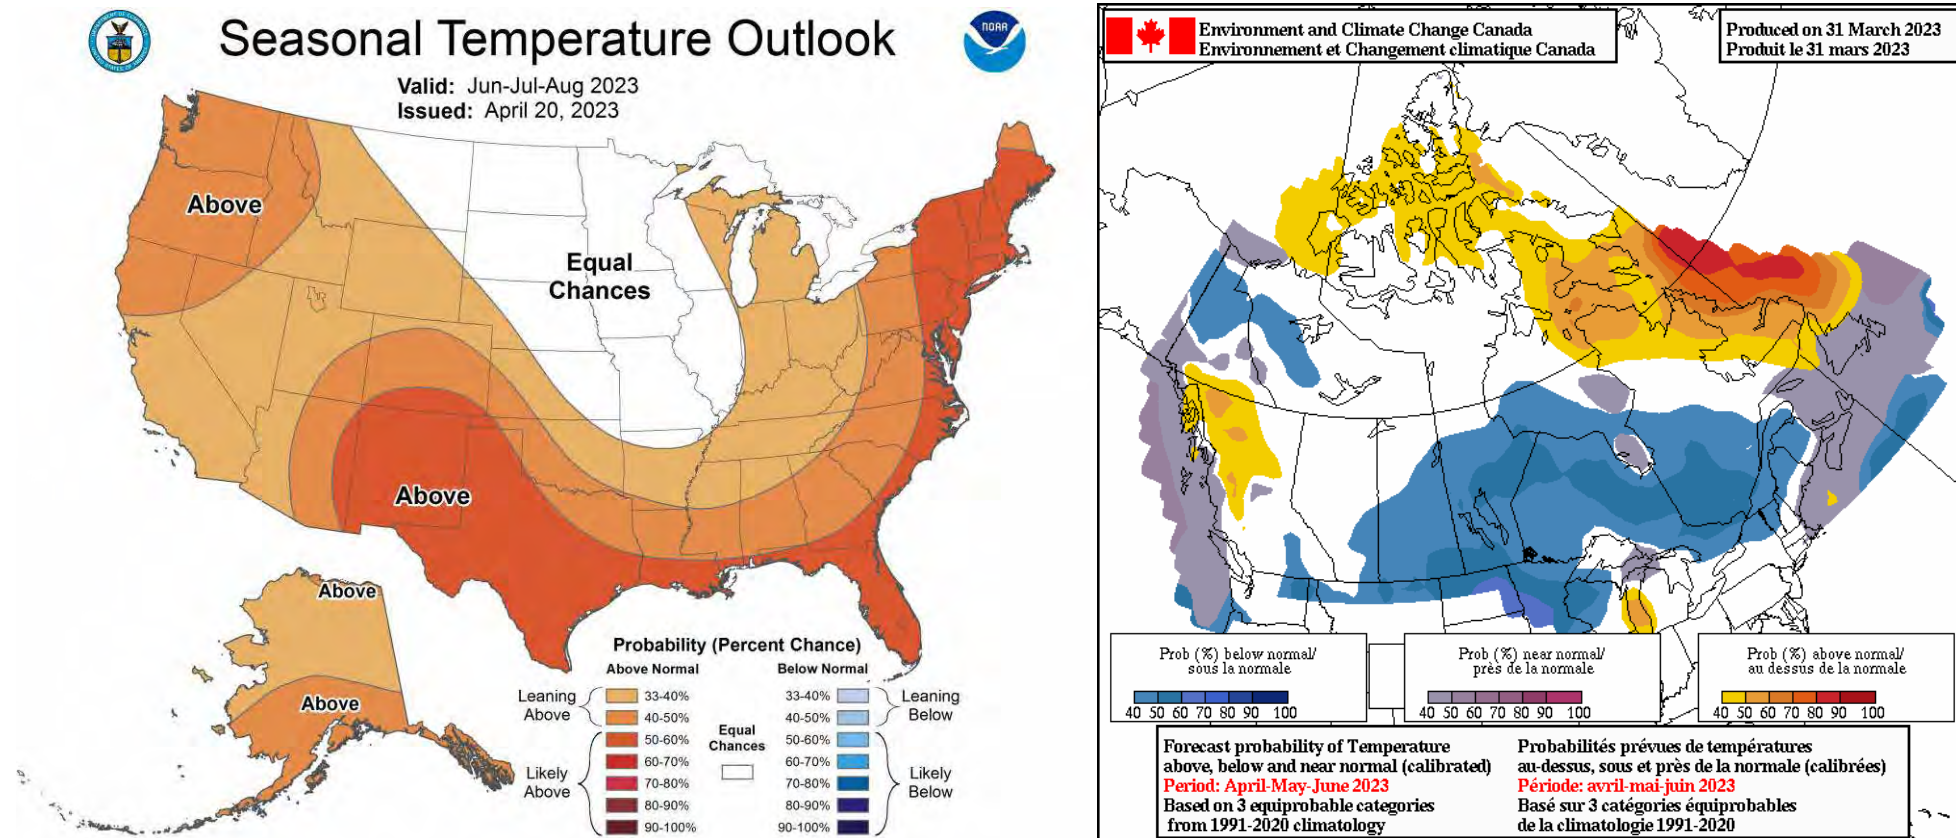 Seasonal Temperature Outlook
Valid: Jun-Jul-Aug 2023
Issued: April 20, 2023
NOAA
Above
Equal
Chances
Above
Above
Above
Probability (Percent Chance)
Above Normal
Below Normal
Leaning
Above
33-40%
40-50%
Likely
Above
50-60%
60-70%
70-80%
80-90%
90-100%
Equal
Chances
33-40%
40-50%
Leaning
Below
50-60%
60-70%
70-80%
80-90%
90-100%
Likely
Below
Environment and Climate Change Canada
Environnement et Changement climatique Canada
Produced on 31 March 2023
Produit le 31 mars 2023
Prob (%) below normal/
sous la normale
40 50 60 70 80 90 100
Prob (%) near normal/
près de la normale
40 50 60 70 80 90 100
Prob (%) above normal/
au dessus de la normale
40 50 60 70 80 90 100
Forecast probability of Temperature
above, below and near normal (calibrated)
Period: April-May-June 2023
Based on 3 equiprobable categories
from 1991-2020 climatology
Probabilités prévues de températures
au-dessus, sous et près de la normale (calibrées)
Période: avril-mai-juin 2023
Basé sur 3 catégories équiprobables
de la climatologie 1991-2020